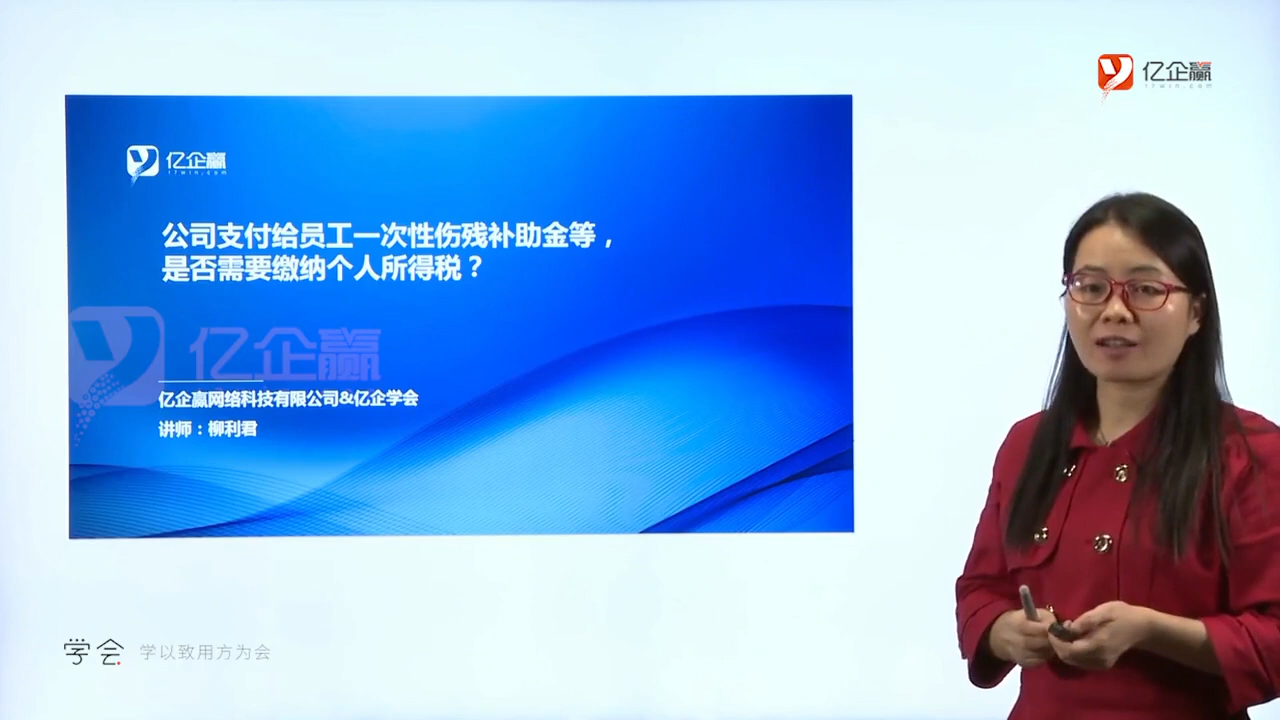 亿企赢
yrwin.com
亿企赢
公司支付给员工一次性伤残补助金等，
是否需要缴纳个人所得税？
亿企赢
亿企赢网络科技有限公司&亿企学会
讲师：柳利君
学会
学以致用方为会